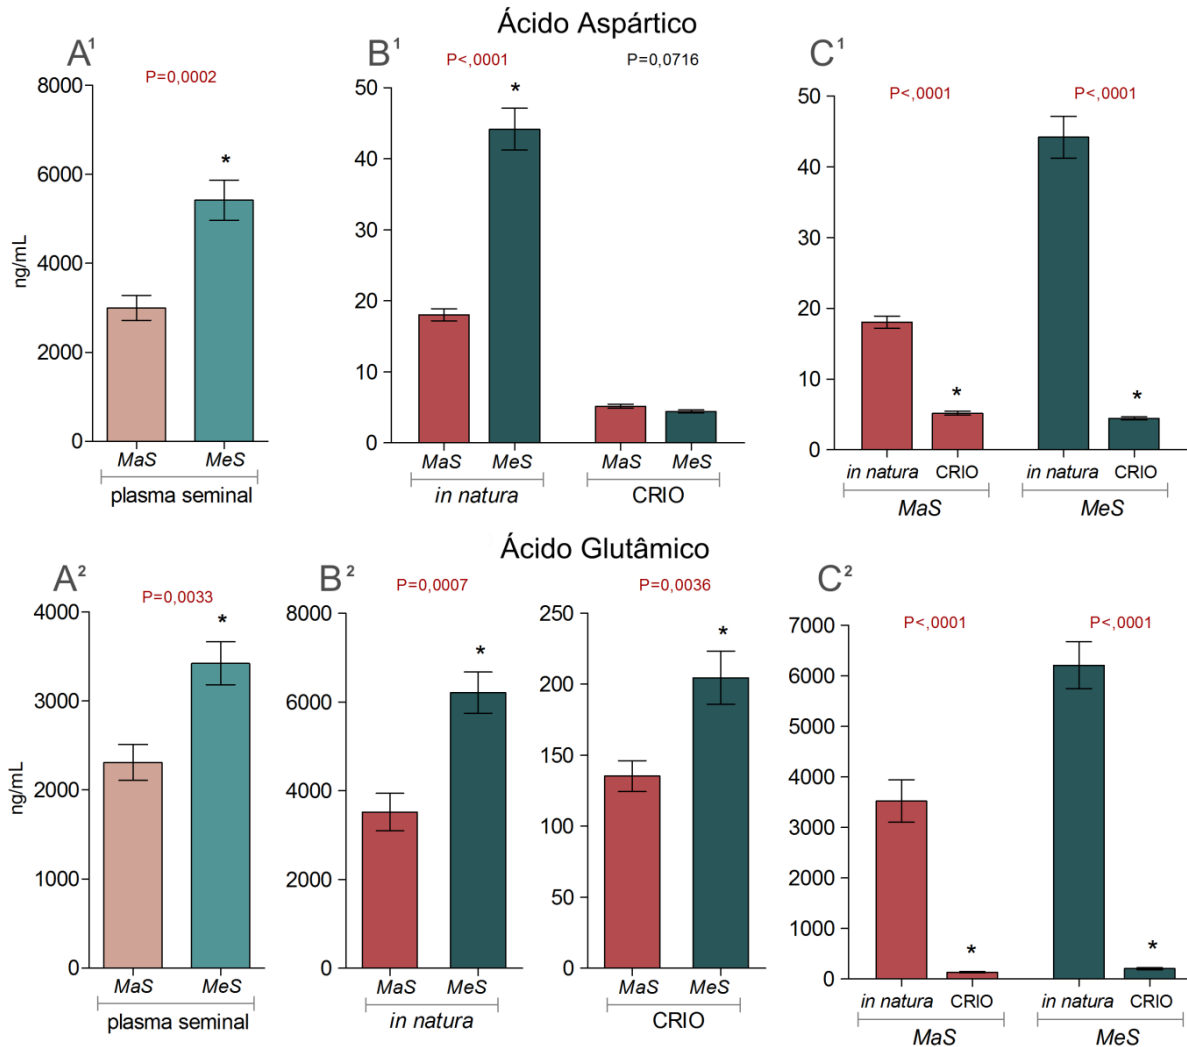 Ácido Aspártico
A¹
P=0,0002
ng/mL
8000
6000
4000
2000
0
*
MaS MeS
plasma seminal
B¹
P<,0001 P=0,0716
50
40
30
20
10
0
*
MaS MeS MaS MeS
in natura CRIO
C¹
P<,0001 P<,0001
50
40
30
20
10
0
* *
in natura CRIO in natura CRIO
MaS MeS
Ácido Glutâmico
A²
P=0,0033
ng/mL
4000
3000
2000
1000
0
*
MaS MeS
plasma seminal
B²
P=0,0007
8000
6000
4000
2000
0
*
MaS MeS
in natura
P=0,0036
250
200
150
100
50
0
*
MaS MeS
CRIO
C²
P<,0001 P<,0001
7000
6000
5000
4000
3000
2000
1000
0
* *
in natura CRIO in natura CRIO
MaS MeS